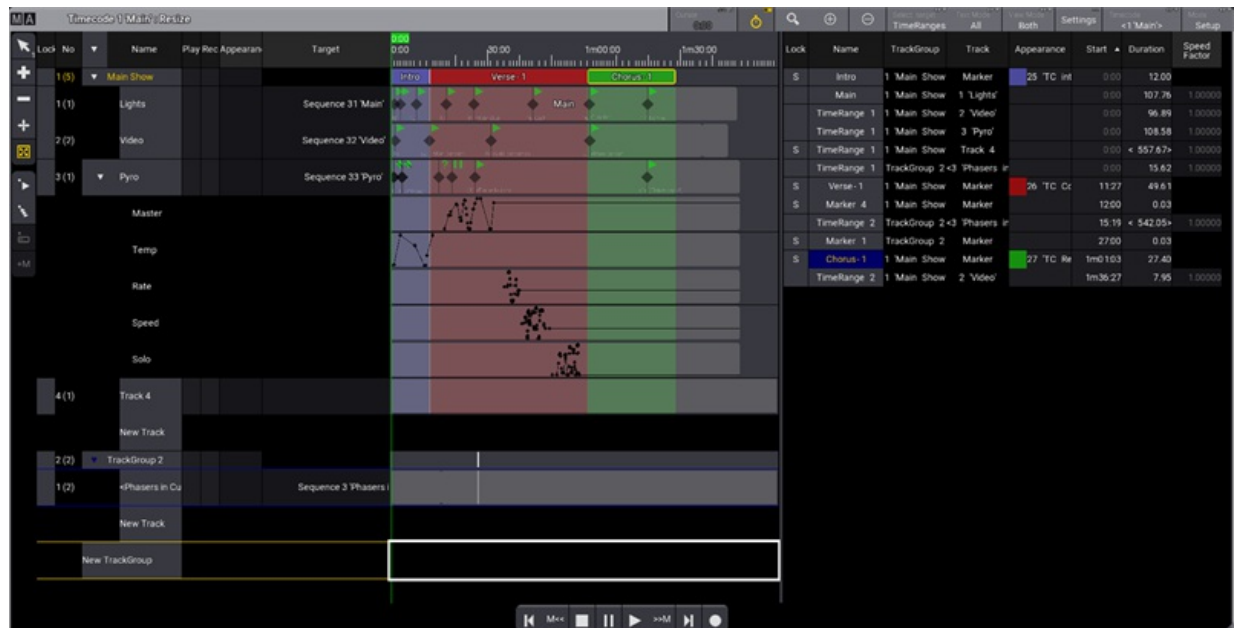 MA Timecode 1 'Main' : Resize
Cursor
0:00
Select target
TimeRanges
All
View Mode
Both
Settings
Timecode
<1 'Main'>
Setup
Lock No Name Play Rec Appearan Target
0:00
0:00 30:00 1m00:00 1m30:00
1 (5) Main Show
Intro Verse - 1 Chorus- 1
1 (1) Lights Sequence 31 'Main' Main
2 (2) Video Sequence 32 'Video'
3 (1) Pyro Sequence 33 'Pyro'
Master
Temp
Rate
Speed
Solo
4 (1) Track 4
New Track
2 (2) TrackGroup 2
1 (2) <Phasers in Cu Sequence 3 'Phasers i
New Track
New TrackGroup
+M
M<< >>M
Lock Name TrackGroup Track Appearance Start Duration Speed Factor
S Intro 1 'Main Show Marker 25 'TC int 0:00 12.00
Main 1 'Main Show 1 'Lights' 0:00 107.76 1.00000
TimeRange 1 1 'Main Show 2 'Video' 0:00 96.89 1.00000
TimeRange 1 1 'Main Show 3 'Pyro' 0:00 108.58 1.00000
S TimeRange 1 1 'Main Show Track 4 0:00 < 557.67> 1.00000
TimeRange 1 TrackGroup 2 <3 'Phasers in 0:00 15.62 1.00000
S Verse - 1 1 'Main Show Marker 26 'TC Cc 11:27 49.61
S Marker 4 1 'Main Show Marker 12:00 0.03
TimeRange 2 TrackGroup 2 <3 'Phasers in 15:19 < 542.05> 1.00000
S Marker 1 TrackGroup 2 Marker 27:00 0.03
S Chorus- 1 1 'Main Show Marker 27 'TC Re 1m01:03 27.40
TimeRange 2 1 'Main Show 2 'Video' 1m36:27 7.95 1.00000